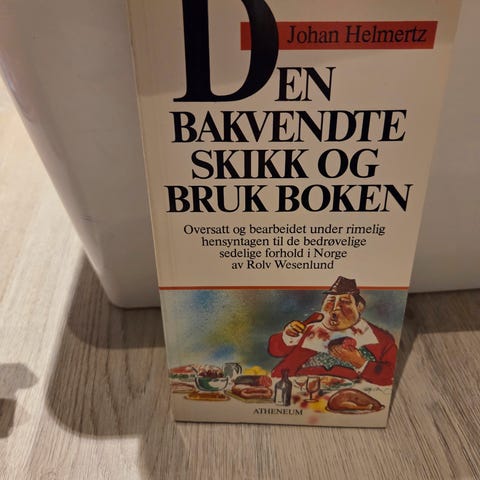 Johan Helmertz
DEN
BAKVENDTE
SKIKK OG
BRUK BOKEN
Oversatt og bearbeidet under rimelig
hensyntagen til de bedrøvelige
sedelige forhold i Norge
av Rolv Wesenlund
ATHENEUM